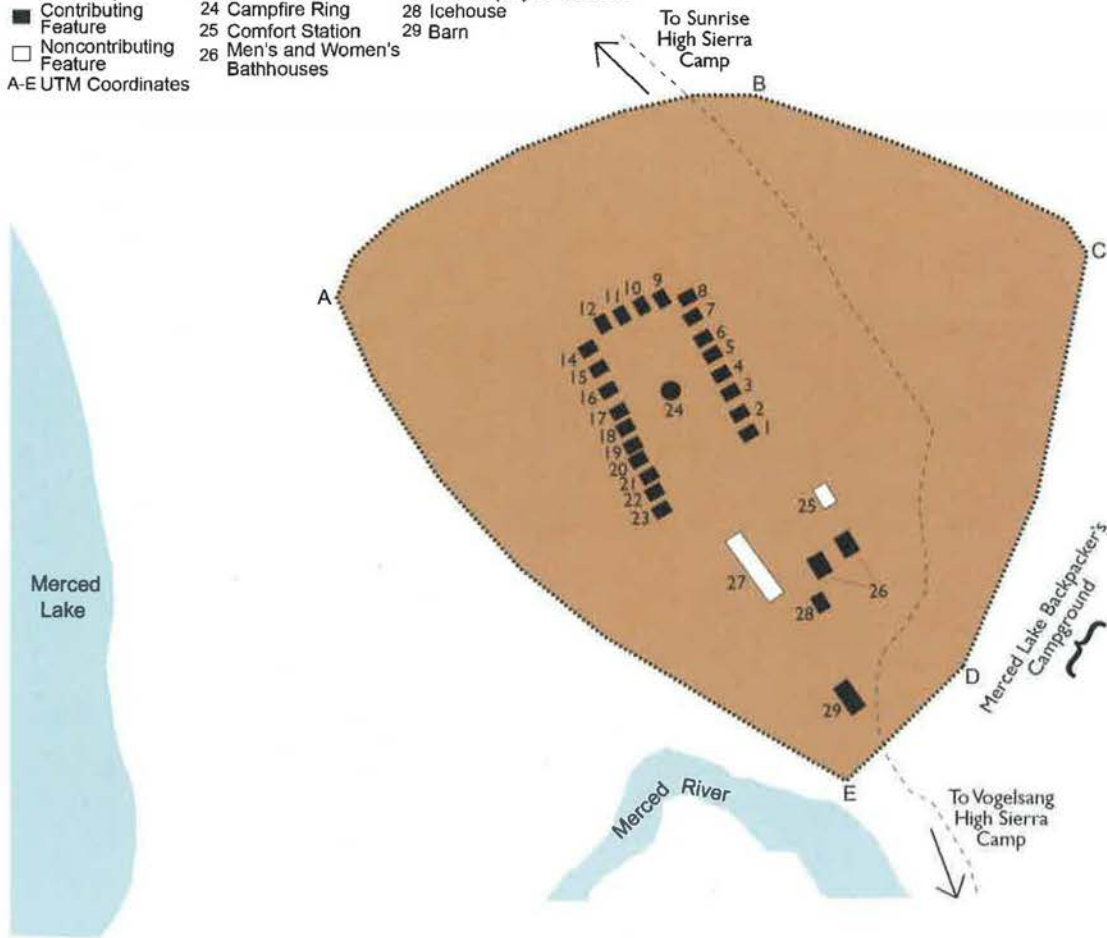 Contributing
Feature
Noncontributing
Feature
A-E UTM Coordinates
24 Campfire Ring
25 Comfort Station
26 Men's and Women's
Bathhouses
28 Icehouse
29 Barn
To Sunrise
High Sierra
Camp
B
C
A
9
10
11
12
8
7
6
5
4
3
2
1
14
15
16
17
18
19
20
21
22
23
24
25
26
27
28
29
Merced
Lake
Merced Lake Backpacker's
Campground
D
E
Merced River
To Vogelsang
High Sierra
Camp